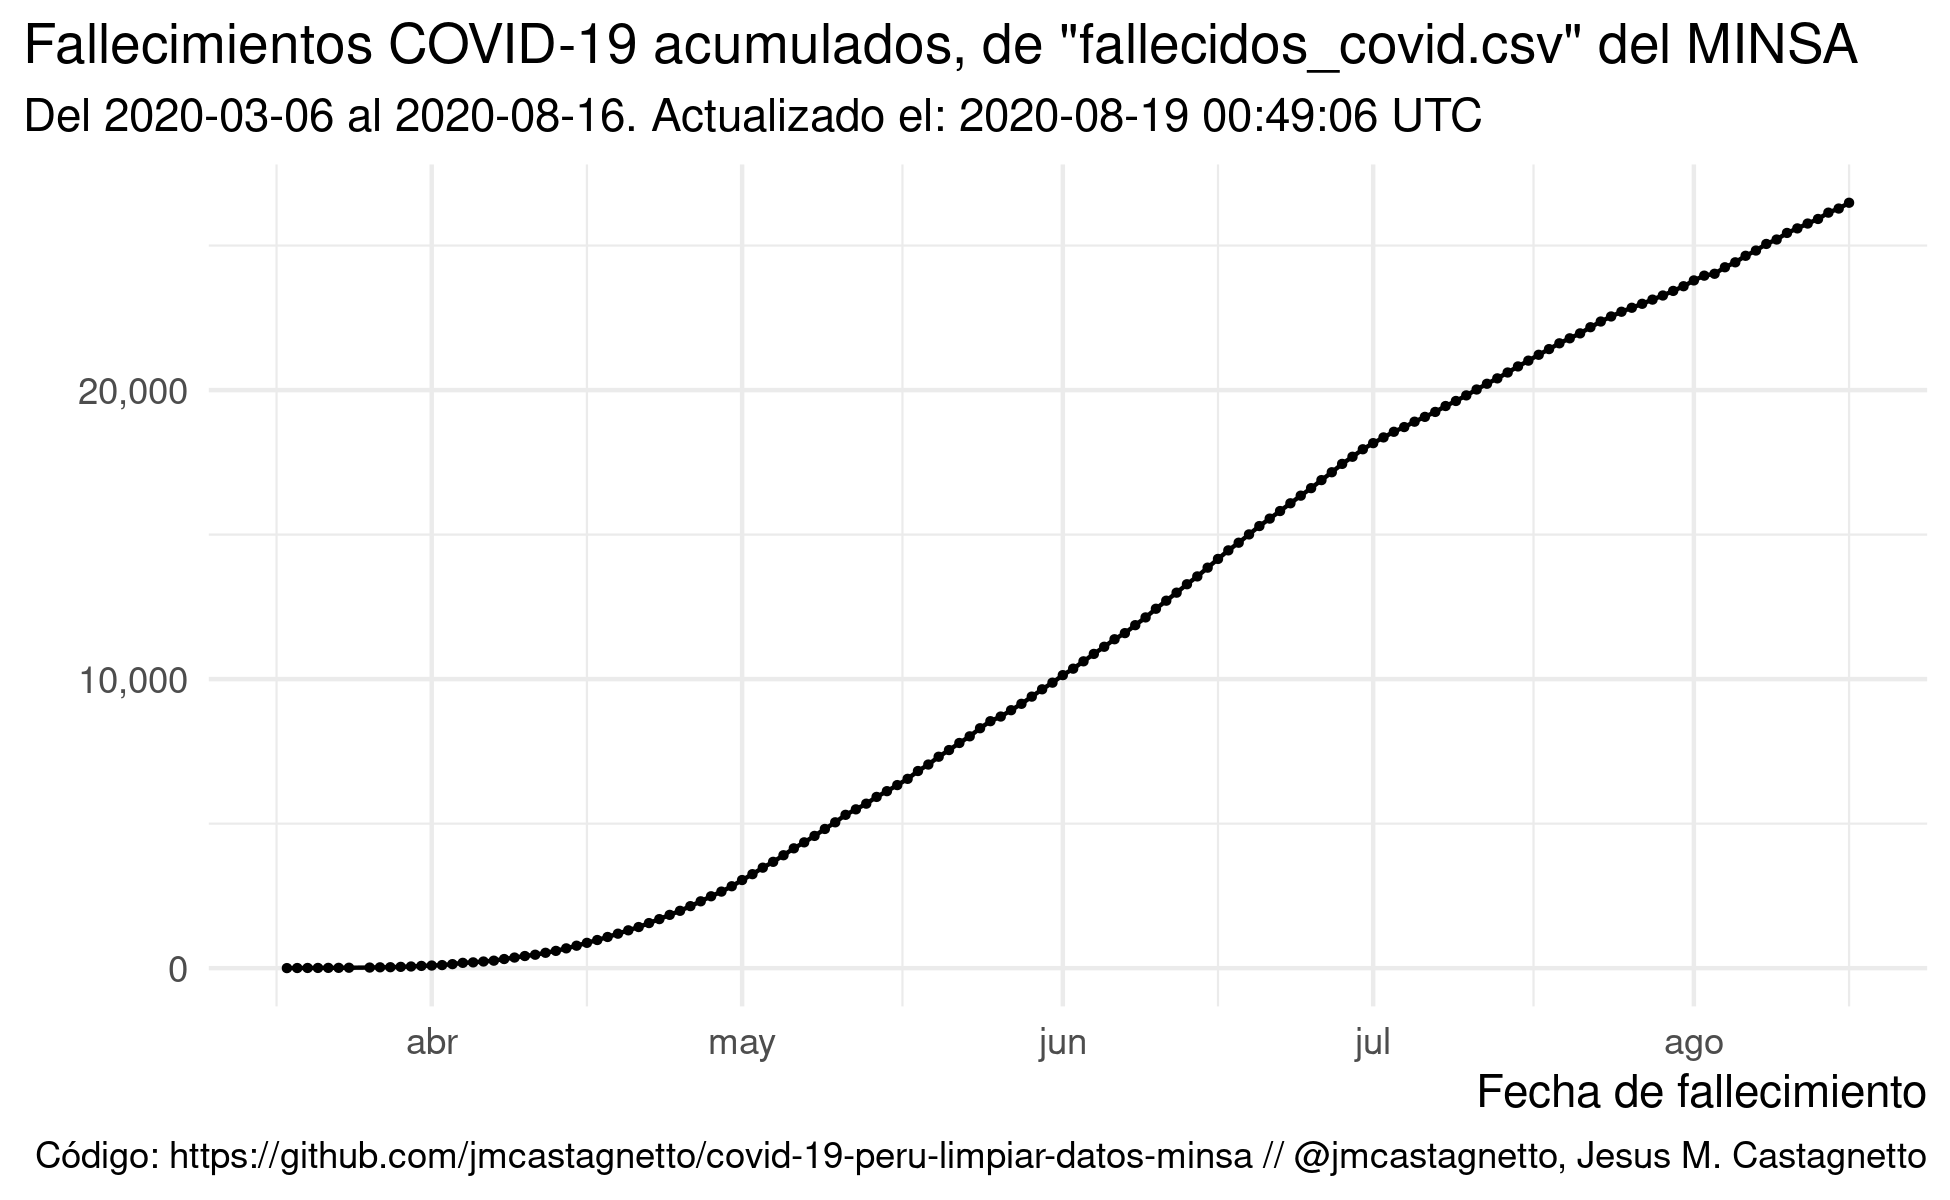 Fallecimientos COVID-19 acumulados, de "fallecidos_covid.csv" del MINSA
Del 2020-03-06 al 2020-08-16. Actualizado el: 2020-08-19 00:49:06 UTC
20,000
10,000
0
abr may jun jul ago
Fecha de fallecimiento
Código: https://github.com/jmcastagnetto/covid-19-peru-limpiar-datos-minsa // @jmcastagnetto, Jesus M. Castagnetto